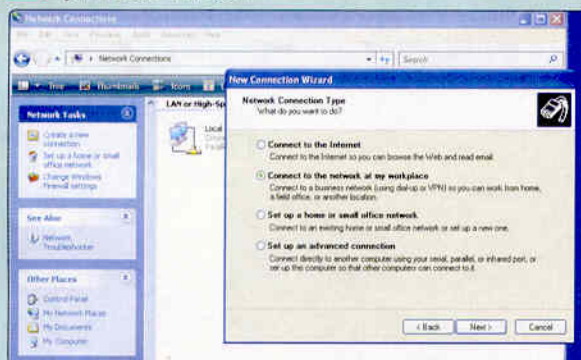 Network Connections
Network Connections
Search
Tree
Thumbnails
Icons
Network Tasks
Create a new
connection
Set up a home or small
office network
Change Windows
Firewall settings
See Also
Network
Troubleshooter
Other Places
Control Panel
My Network Places
My Documents
My Computer
LAN or High-Sp
Local
New Connection Wizard
Network Connection Type
What do you want to do?
Connect to the Internet
Connect to the Internet so you can browse the Web and read email.
Connect to the network at my workplace
Connect to a business network (using dial-up or VPN) so you can work from home,
a field office, or another location.
Set up a home or small office network
Connect to an existing home or small office network or set up a new one.
Set up an advanced connection
Connect directly to another computer using your serial, parallel, or infrared port, or
set up this computer so that other computers can connect to it.
< Back
Next >
Cancel